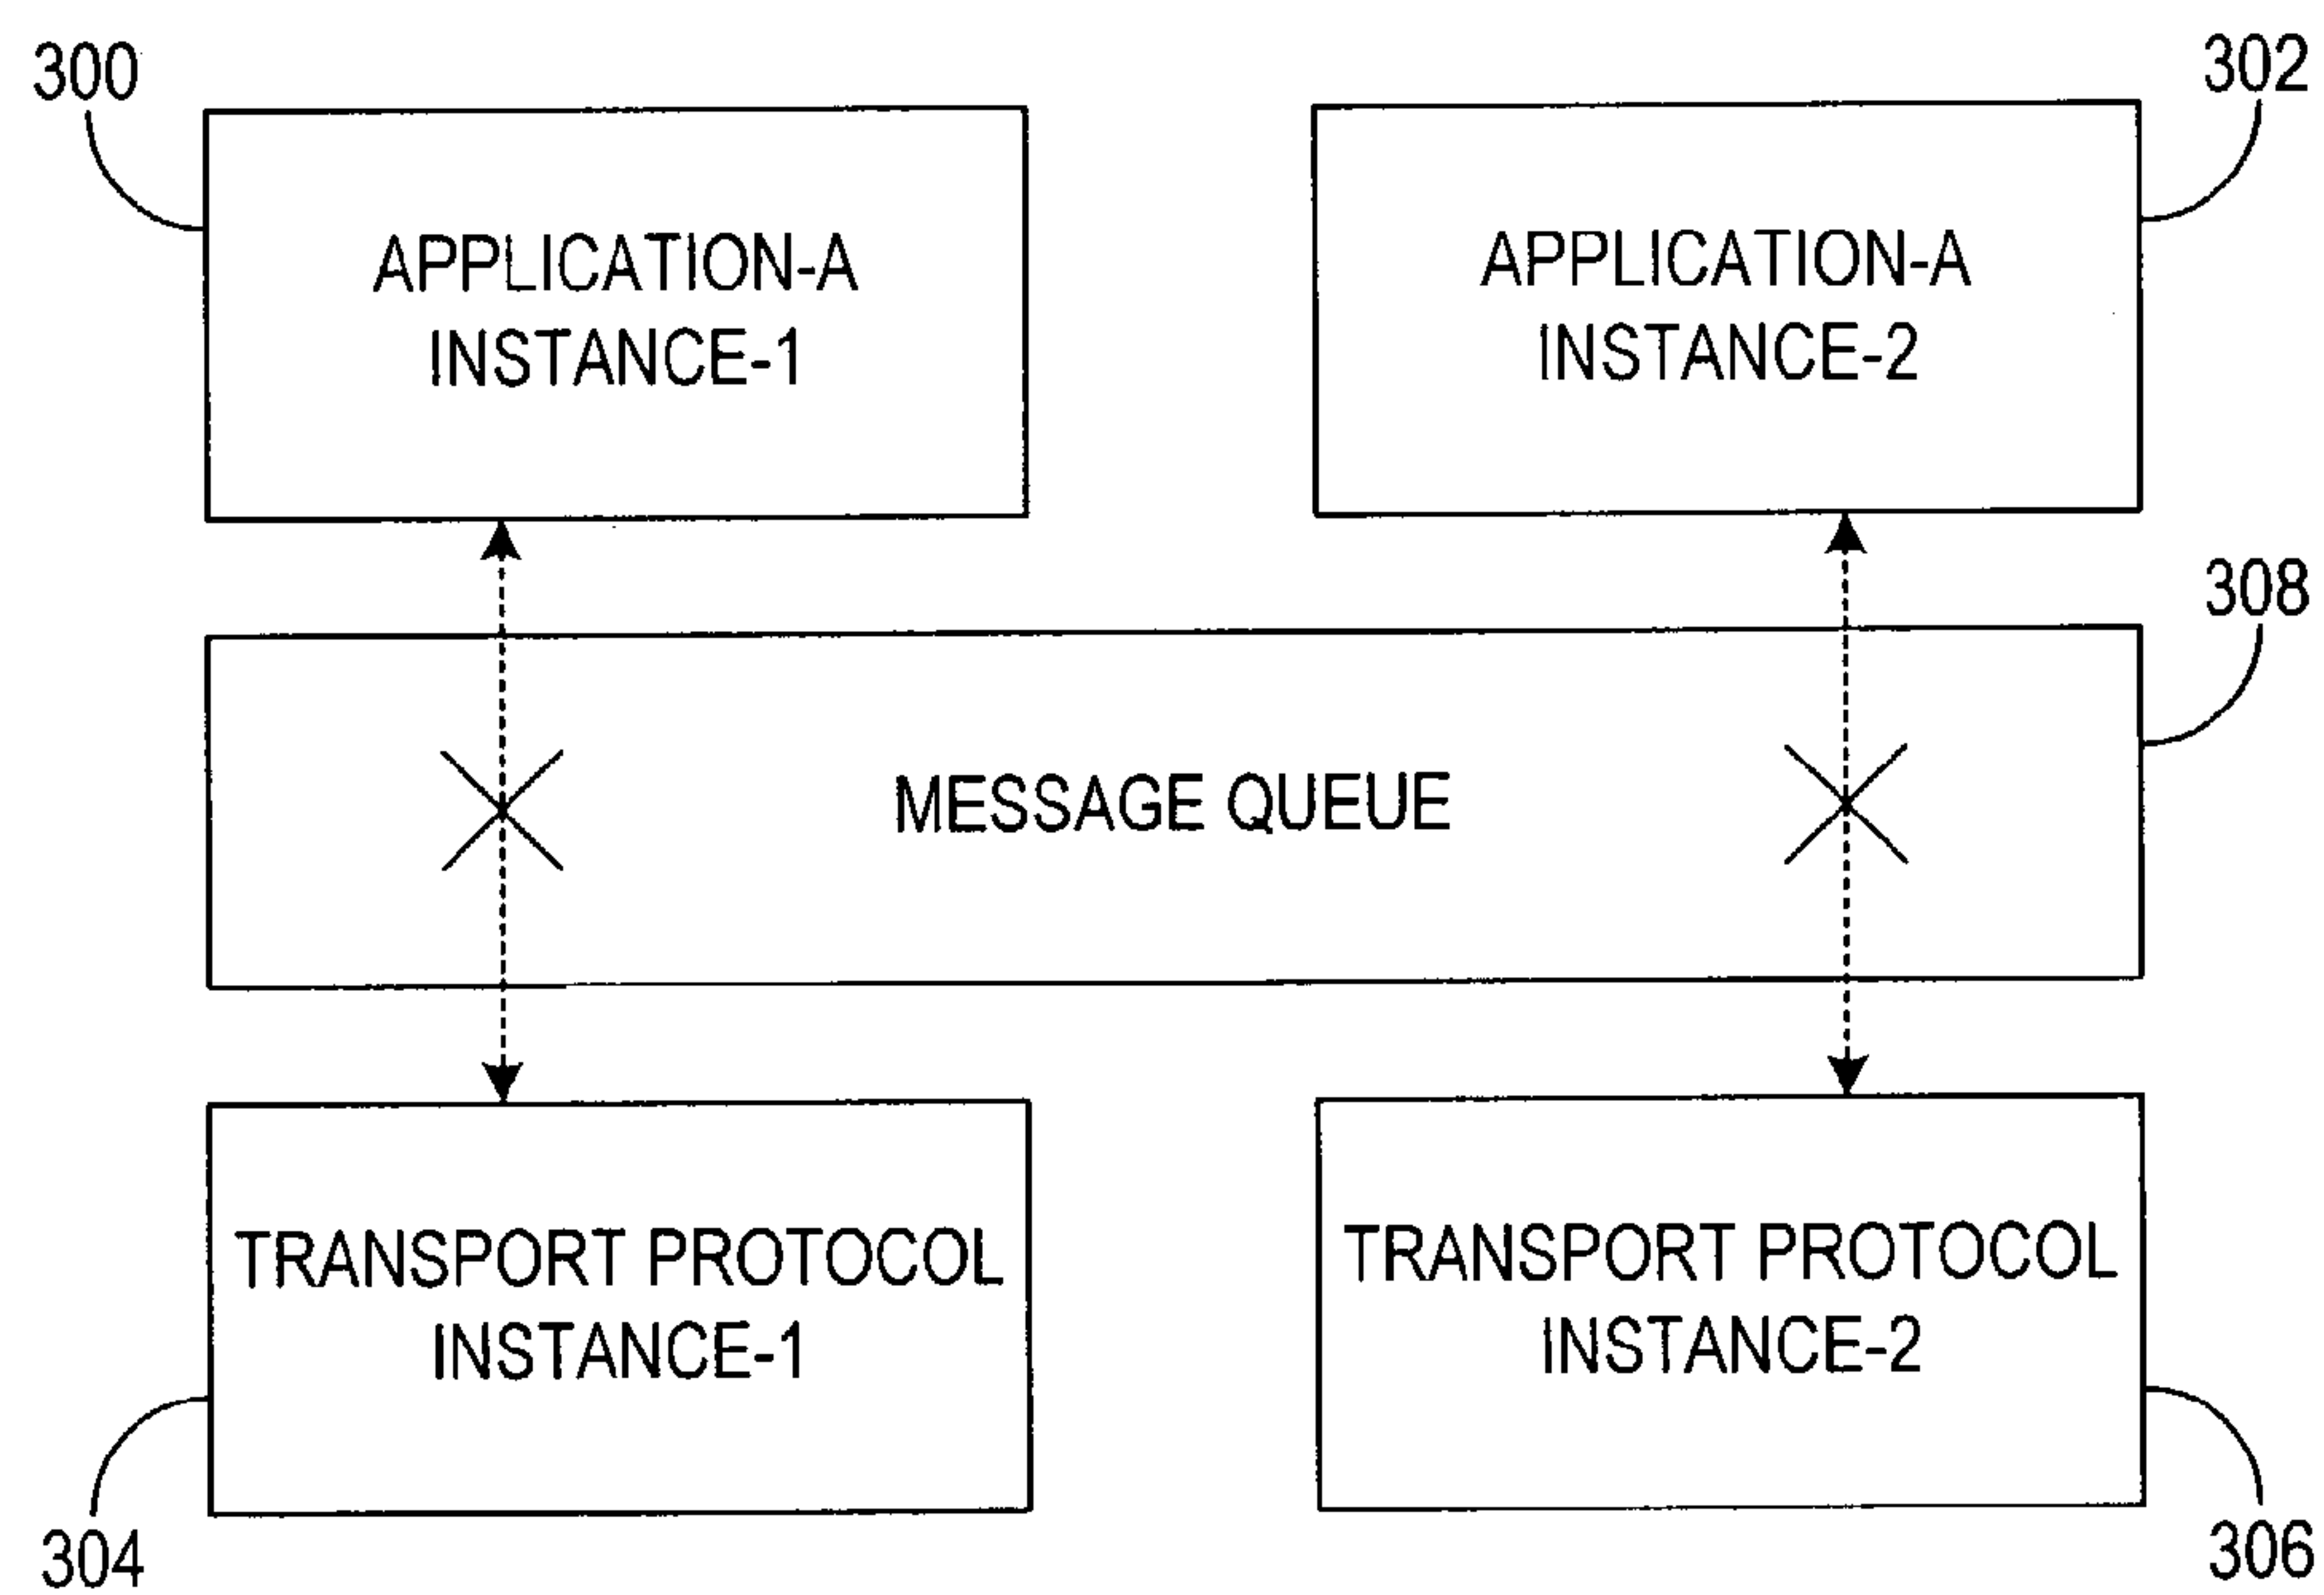 300
302
APPLICATION-A
INSTANCE-1
APPLICATION-A
INSTANCE-2
308
MESSAGE QUEUE
TRANSPORT PROTOCOL
INSTANCE-1
TRANSPORT PROTOCOL
INSTANCE-2
304
306